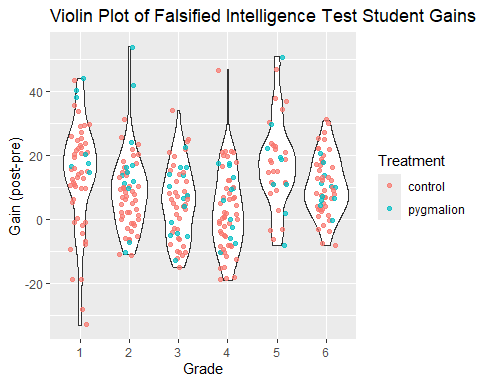 Violin Plot of Falsified Intelligence Test Student Gains
Gain (post-pre)
40
20
0
-20
1 2 3 4 5 6
Grade
Treatment
control
pygmalion